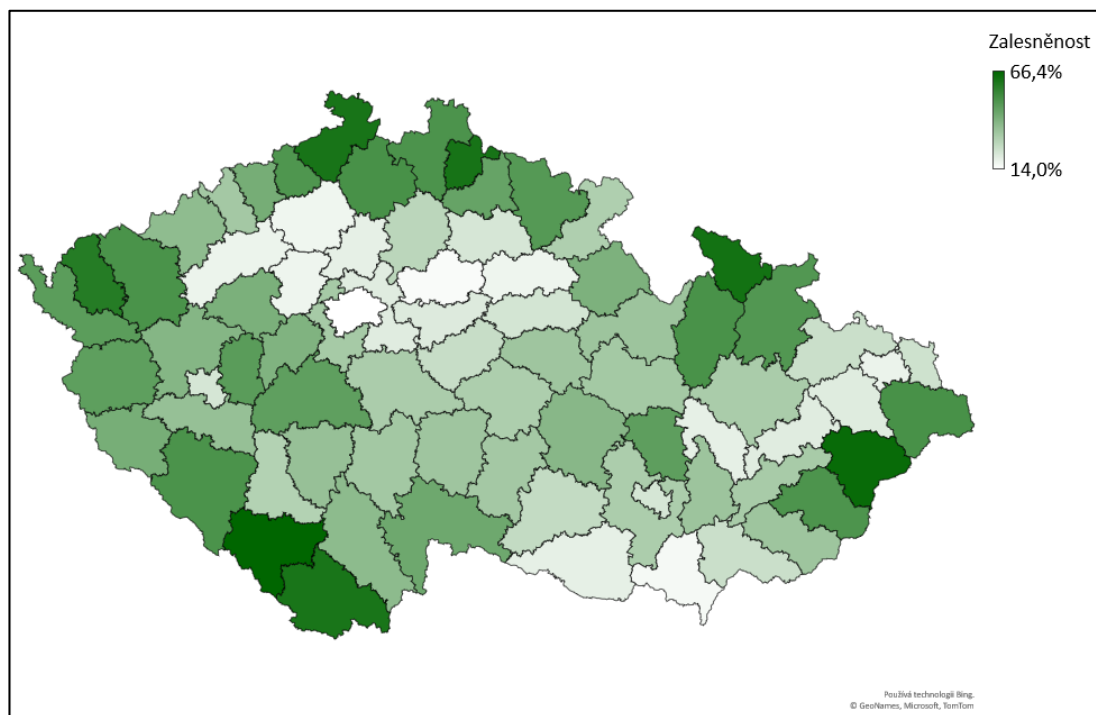 Zalesněnost
66,4%
14,0%
Používá technologii Bing.
© GeoNames, Microsoft, TomTom